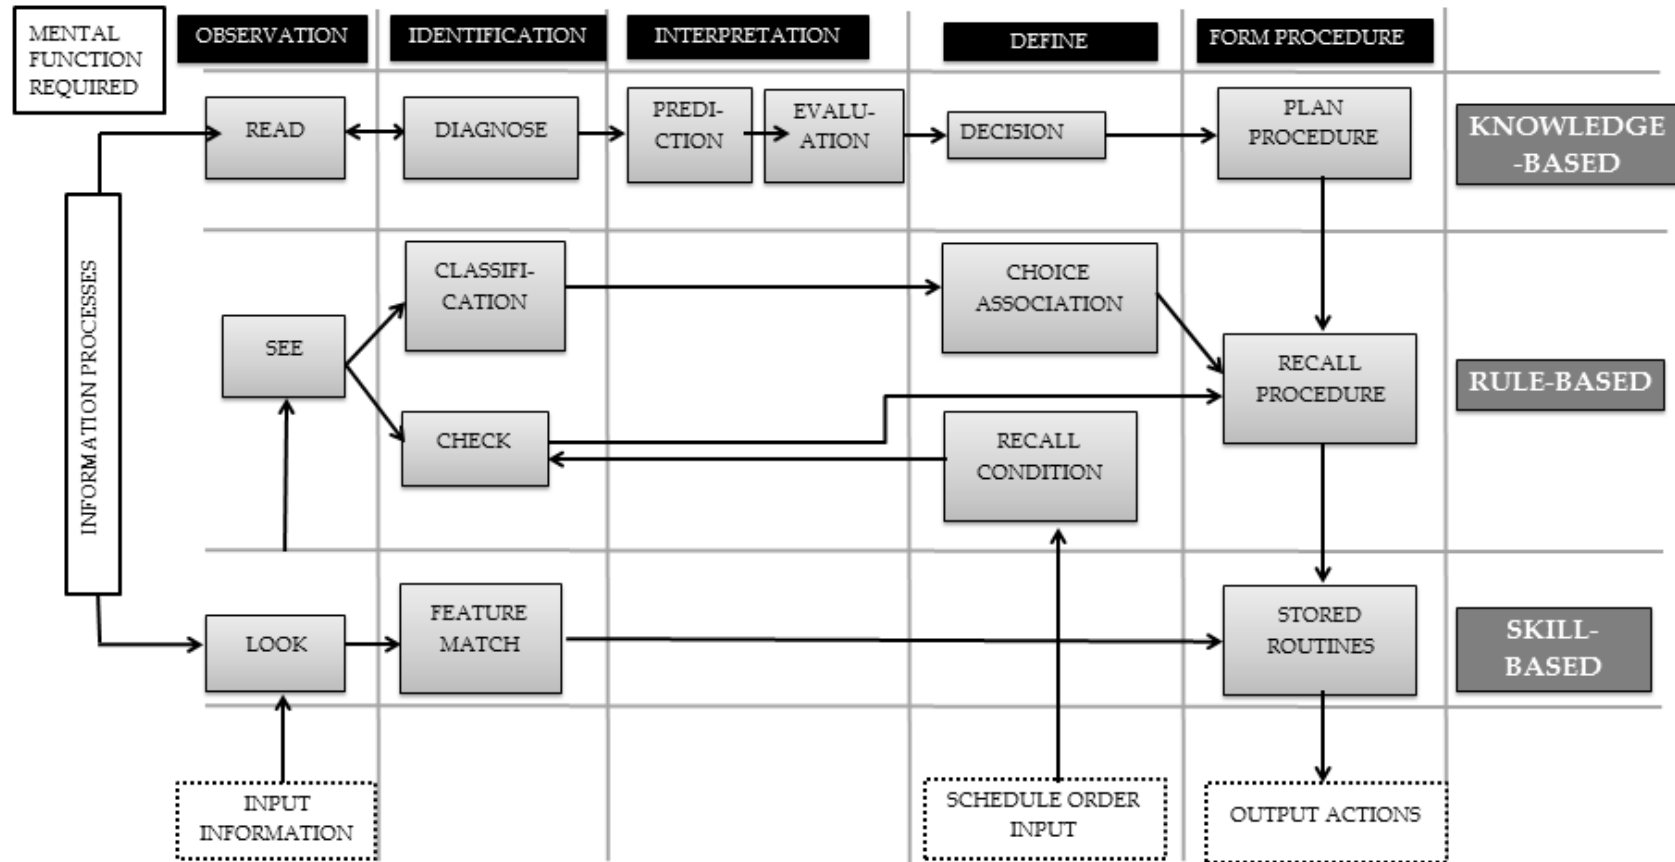 MENTAL
FUNCTION
REQUIRED
OBSERVATION
IDENTIFICATION
INTERPRETATION
DEFINE
FORM PROCEDURE
READ
DIAGNOSE
PREDI-
CTION
EVALU-
ATION
DECISION
PLAN
PROCEDURE
KNOWLEDGE
-BASED
INFORMATION PROCESSES
SEE
CLASSIFI-
CATION
CHOICE
ASSOCIATION
RECALL
PROCEDURE
RULE-BASED
CHECK
RECALL
CONDITION
LOOK
FEATURE
MATCH
STORED
ROUTINES
SKILL-
BASED
INPUT
INFORMATION
SCHEDULE ORDER
INPUT
OUTPUT ACTIONS